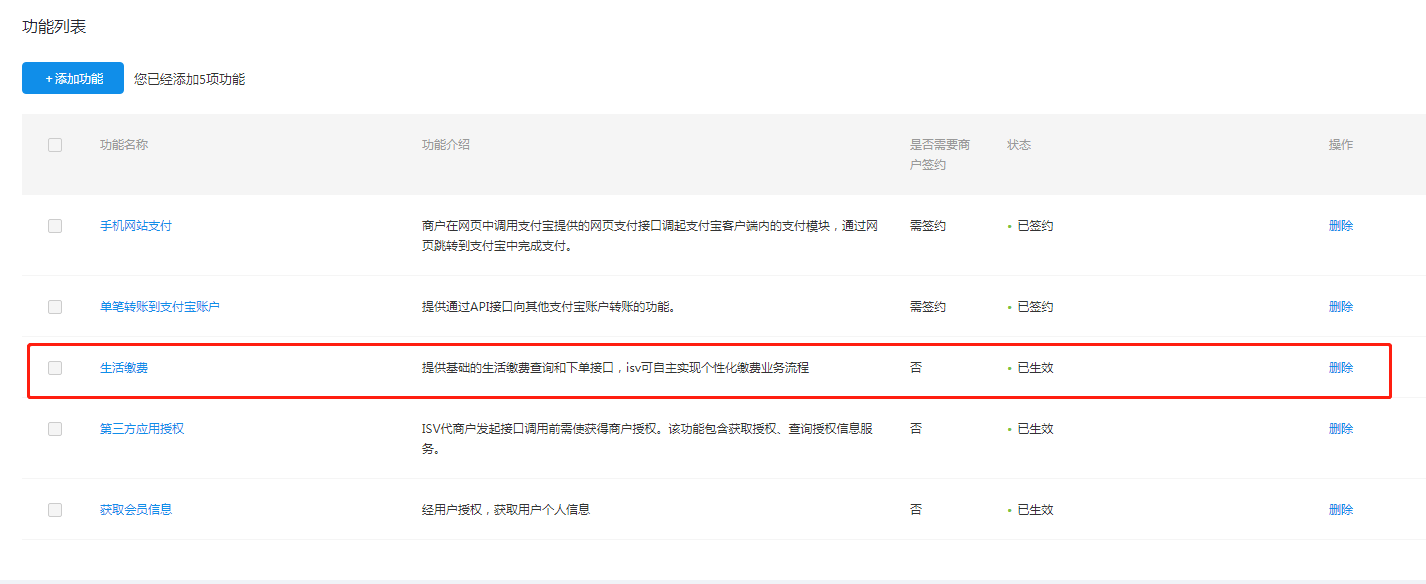 功能列表
+添加功能 您已经添加5项功能
功能名称 功能介绍 是否需要商 状态 操作
户签约
手机网站支付 商户在网页中调用支付宝提供的网页支付接口调起支付宝客户端内的支付模块，通过网 需签约 已签约 删除
页跳转到支付宝中完成支付。
单笔转账到支付宝账户 提供通过API接口向其他支付宝账户转账的功能。 需签约 已签约 删除
生活缴费 提供基础的生活缴费查询和下单接口，isv可自主实现个性化缴费业务流程 否 已生效 删除
第三方应用授权 ISV代商户发起接口调用前需使获得商户授权。该功能包含获取授权、查询授权信息服 否 已生效 删除
务。
获取会员信息 经用户授权，获取用户个人信息 否 已生效 删除